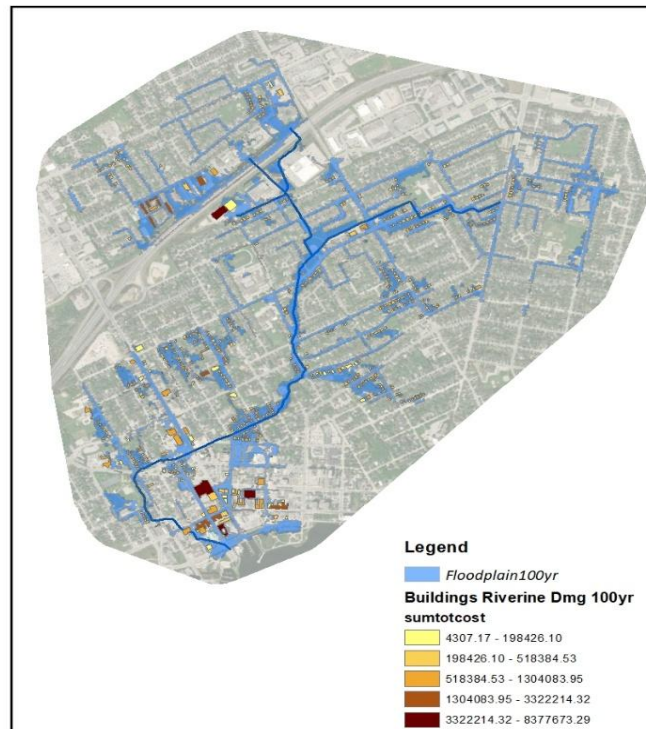 Legend
Floodplain100yr
Buildings Riverine Dmg 100yr
sumtotcost
4307.17 - 198426.10
198426.10 - 518384.53
518384.53 - 1304083.95
1304083.95 - 3322214.32
3322214.32 - 8377673.29